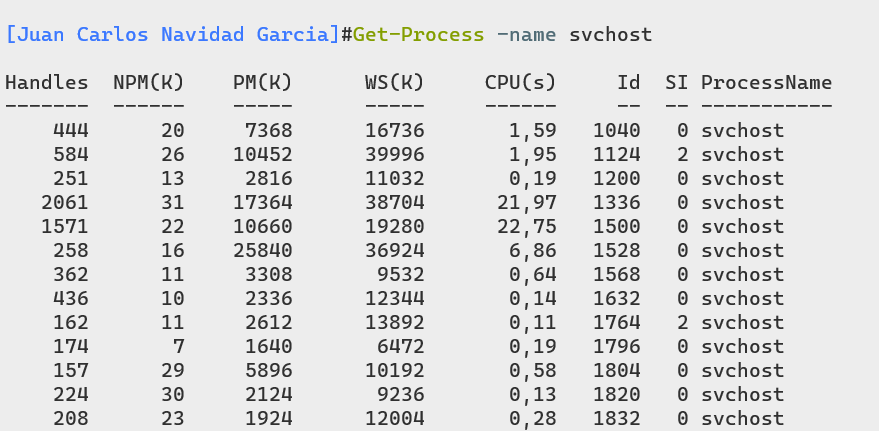 [Juan Carlos Navidad Garcia]#Get-Process -name svchost
Handles NPM(K) PM(K) WS(K) CPU(s) Id SI ProcessName
------- ------ ----- ----- ------ -- -- -----------
444 20 7368 16736 1,59 1040 0 svchost
584 26 10452 39996 1,95 1124 2 svchost
251 13 2816 11032 0,19 1200 0 svchost
2061 31 17364 38704 21,97 1336 0 svchost
1571 22 10660 19280 22,75 1500 0 svchost
258 16 25840 36924 6,86 1528 0 svchost
362 11 3308 9532 0,64 1568 0 svchost
436 10 2336 12344 0,14 1632 0 svchost
162 11 2612 13892 0,11 1764 2 svchost
174 7 1640 6472 0,19 1796 0 svchost
157 29 5896 10192 0,58 1804 0 svchost
224 30 2124 9236 0,13 1820 0 svchost
208 23 1924 12004 0,28 1832 0 svchost